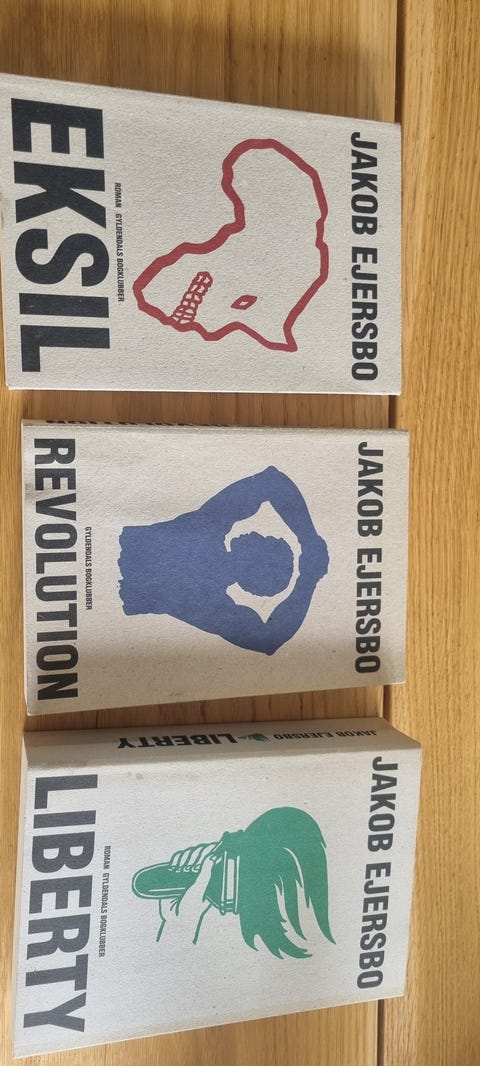 JAKOB EJERSBO
ROMAN GYLDENDALS BOGKLUBBER
EKSIL
JAKOB EJERSBO
GYLDENDALS BOGKLUBBER
REVOLUTION
JAKOB EJERSBO LIBERTY
JAKOB EJERSBO
ROMAN GYLDENDALS BOGKLUBBER
LIBERTY